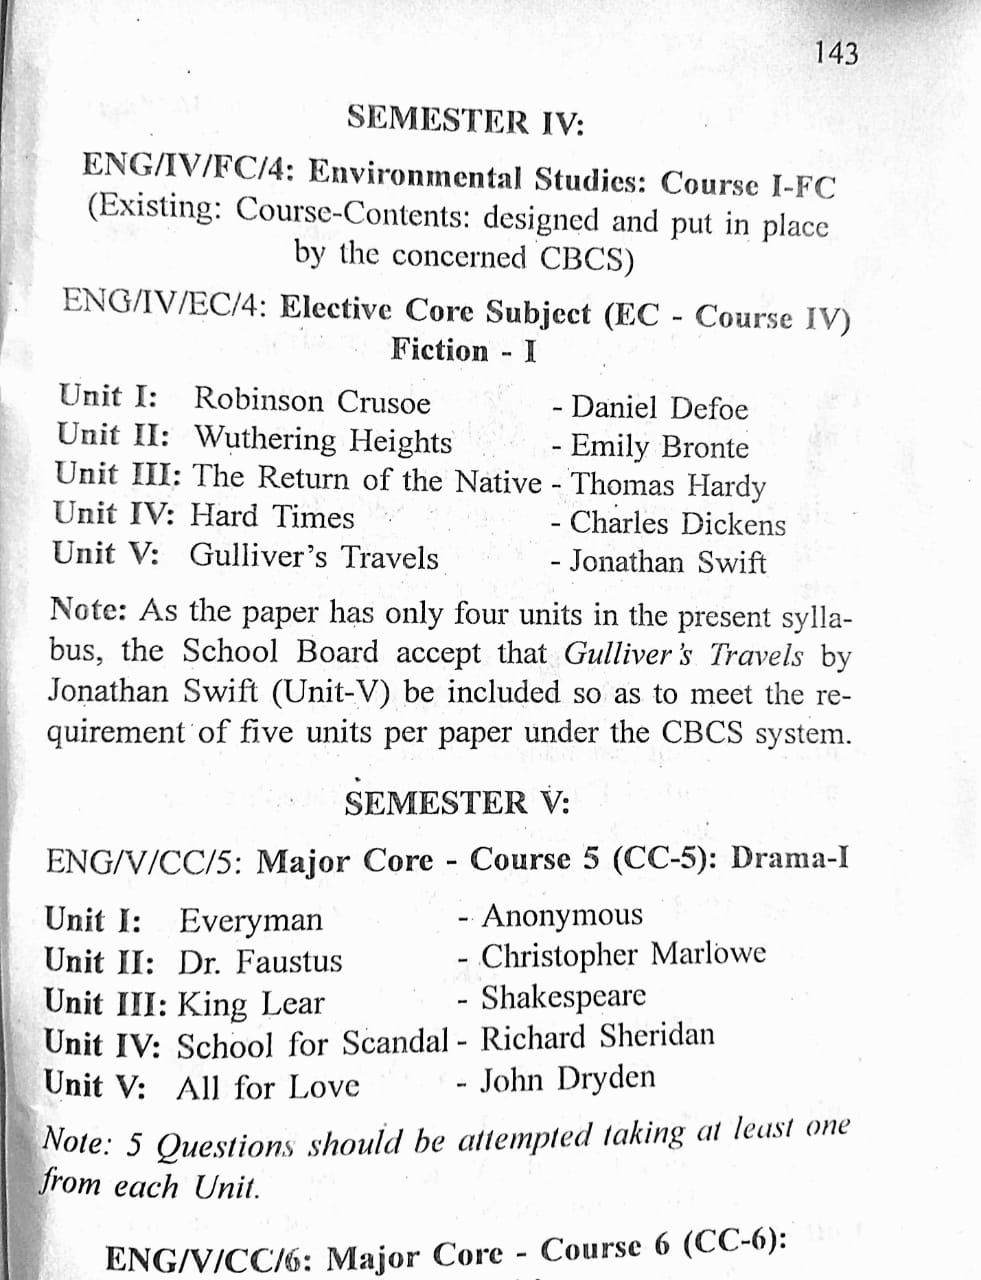 143
SEMESTER IV:
ENG/IV/FC/4: Environmental Studies: Course I-FC
(Existing: Course-Contents: designed and put in place
by the concerned CBCS)
ENG/IV/EC/4: Elective Core Subject (EC - Course IV)
Fiction - I
Unit I: Robinson Crusoe - Daniel Defoe
Unit II: Wuthering Heights - Emily Bronte
Unit III: The Return of the Native - Thomas Hardy
Unit IV: Hard Times - Charles Dickens
Unit V: Gulliver's Travels - Jonathan Swift
Note: As the paper has only four units in the present sylla-
bus, the School Board accept that Gulliver's Travels by
Jonathan Swift (Unit-V) be included so as to meet the re-
quirement of five units per paper under the CBCS system.
SEMESTER V:
ENG/V/CC/5: Major Core - Course 5 (CC-5): Drama-I
Unit I: Everyman - Anonymous
Unit II: Dr. Faustus - Christopher Marlowe
Unit III: King Lear - Shakespeare
Unit IV: School for Scandal - Richard Sheridan
Unit V: All for Love - John Dryden
Note: 5 Questions should be attempted taking at least one
from each Unit.
ENG/V/CC/6: Major Core - Course 6 (CC-6):